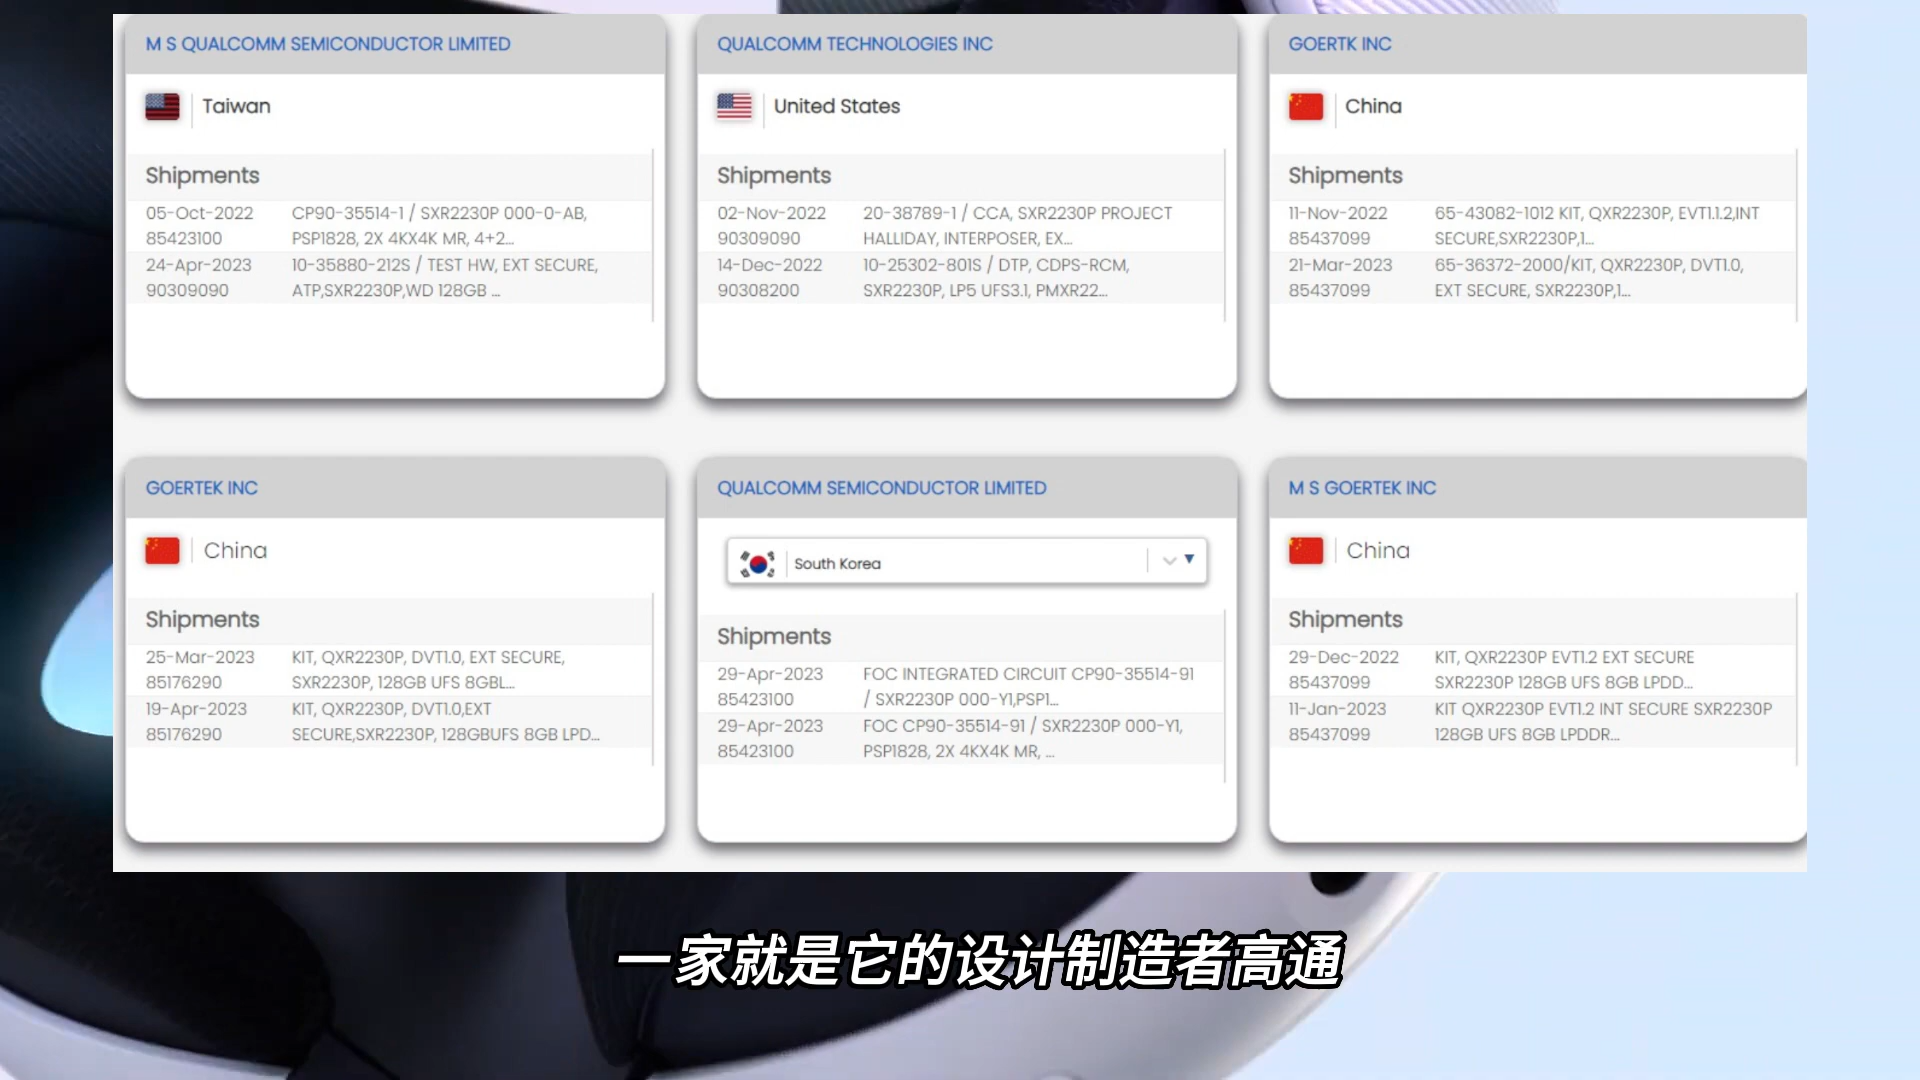 M S QUALCOMM SEMICONDUCTOR LIMITED
Taiwan
Shipments
05-Oct-2022 CP90-35514-1 / SXR2230P 000-0-AB,
85423100 PSP1828, 2X 4KX4K MR, 4+2...
24-Apr-2023 10-35880-212S / TEST HW, EXT SECURE,
90309090 ATP,SXR2230P,WD 128GB ...
QUALCOMM TECHNOLOGIES INC
United States
Shipments
02-Nov-2022 20-38789-1 / CCA, SXR2230P PROJECT
90309090 HALLIDAY, INTERPOSER, EX...
14-Dec-2022 10-25302-801S / DTP, CDPS-RCM,
90308200 SXR2230P, LP5 UFS3.1, PMXR22...
GOERTK INC
China
Shipments
11-Nov-2022 65-43082-1012 KIT, QXR2230P, EVT1.1.2,INT
85437099 SECURE,SXR2230P,1...
21-Mar-2023 65-36372-2000/KIT, QXR2230P, DVT1.0,
85437099 EXT SECURE, SXR2230P,1...
GOERTEK INC
China
Shipments
25-Mar-2023 KIT, QXR2230P, DVT1.0, EXT SECURE,
85176290 SXR2230P, 128GB UFS 8GBL...
19-Apr-2023 KIT, QXR2230P, DVT1.0,EXT
85176290 SECURE,SXR2230P, 128GBUFS 8GB LPD...
QUALCOMM SEMICONDUCTOR LIMITED
South Korea
Shipments
29-Apr-2023 FOC INTEGRATED CIRCUIT CP90-35514-91
85423100 / SXR2230P 000-Y1,PSP1...
29-Apr-2023 FOC CP90-35514-91 / SXR2230P 000-Y1,
85423100 PSP1828, 2X 4KX4K MR, ...
M S GOERTEK INC
China
Shipments
29-Dec-2022 KIT, QXR2230P EVT1.2 EXT SECURE
85437099 SXR2230P 128GB UFS 8GB LPDD...
11-Jan-2023 KIT QXR2230P EVT1.2 INT SECURE SXR2230P
85437099 128GB UFS 8GB LPDDR...
一家就是它的设计制造者高通